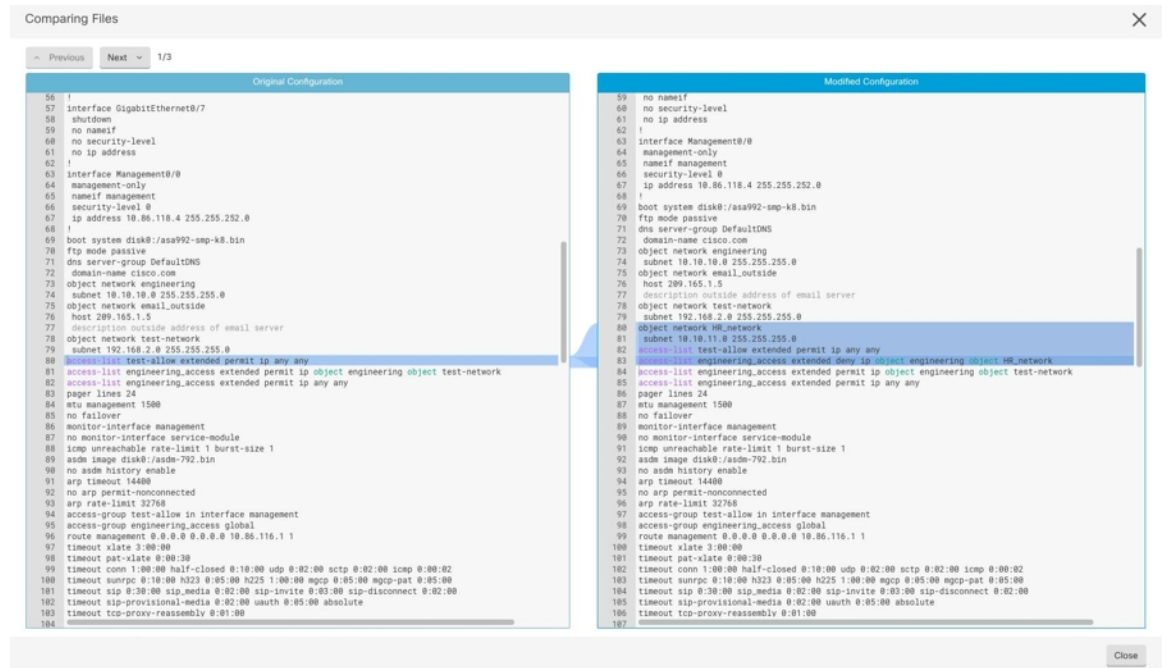 Comparing Files
Previous Next 1/3
Original Configuration
56 !
57 interface GigabitEthernet0/7
58 shutdown
59 no nameif
60 no security-level
61 no ip address
62 !
63 interface Management0/0
64 management-only
65 nameif management
66 security-level 0
67 ip address 10.86.118.4 255.255.252.0
68 !
69 boot system disk0:/asa992-smp-k8.bin
70 ftp mode passive
71 dns server-group DefaultDNS
72 domain-name cisco.com
73 object network engineering
74 subnet 10.10.10.0 255.255.255.0
75 object network email_outside
76 host 209.165.1.5
77 description outside address of email server
78 object network test-network
79 subnet 192.168.2.0 255.255.255.0
80 access-list test-allow extended permit ip any any
81 access-list engineering_access extended permit ip object engineering object test-network
82 access-list engineering_access extended permit ip any any
83 pager lines 24
84 mtu management 1500
85 no failover
86 monitor-interface management
87 no monitor-interface service-module
88 icmp unreachable rate-limit 1 burst-size 1
89 asdm image disk0:/asdm-792.bin
90 no asdm history enable
91 arp timeout 14400
92 no arp permit-nonconnected
93 arp rate-limit 32768
94 access-group test-allow in interface management
95 access-group engineering_access global
96 route management 0.0.0.0 0.0.0.0 10.86.116.1 1
97 timeout xlate 3:00:00
98 timeout pat-xlate 0:00:30
99 timeout conn 1:00:00 half-closed 0:10:00 udp 0:02:00 sctp 0:02:00 icmp 0:00:02
100 timeout sunrpc 0:10:00 h323 0:05:00 h225 1:00:00 mgcp 0:05:00 mgcp-pat 0:05:00
101 timeout sip 0:30:00 sip_media 0:02:00 sip-invite 0:03:00 sip-disconnect 0:02:00
102 timeout sip-provisional-media 0:02:00 uauth 0:05:00 absolute
103 timeout tcp-proxy-reassembly 0:01:00
104
Modified Configuration
59 no nameif
60 no security-level
61 no ip address
62 !
63 interface Management0/0
64 management-only
65 nameif management
66 security-level 0
67 ip address 10.86.118.4 255.255.252.0
68 !
69 boot system disk0:/asa992-smp-k8.bin
70 ftp mode passive
71 dns server-group DefaultDNS
72 domain-name cisco.com
73 object network engineering
74 subnet 10.10.10.0 255.255.255.0
75 object network email_outside
76 host 209.165.1.5
77 description outside address of email server
78 object network test-network
79 subnet 192.168.2.0 255.255.255.0
80 object network HR_network
81 subnet 10.10.11.0 255.255.255.0
82 access-list test-allow extended permit ip any any
83 access-list engineering_access extended deny ip object engineering object HR_network
84 access-list engineering_access extended permit ip object engineering object test-network
85 access-list engineering_access extended permit ip any any
86 pager lines 24
87 mtu management 1500
88 no failover
89 monitor-interface management
90 no monitor-interface service-module
91 icmp unreachable rate-limit 1 burst-size 1
92 asdm image disk0:/asdm-792.bin
93 no asdm history enable
94 arp timeout 14400
95 no arp permit-nonconnected
96 arp rate-limit 32768
97 access-group test-allow in interface management
98 access-group engineering_access global
99 route management 0.0.0.0 0.0.0.0 10.86.116.1 1
100 timeout xlate 3:00:00
101 timeout pat-xlate 0:00:30
102 timeout conn 1:00:00 half-closed 0:10:00 udp 0:02:00 sctp 0:02:00 icmp 0:00:02
103 timeout sunrpc 0:10:00 h323 0:05:00 h225 1:00:00 mgcp 0:05:00 mgcp-pat 0:05:00
104 timeout sip 0:30:00 sip_media 0:02:00 sip-invite 0:03:00 sip-disconnect 0:02:00
105 timeout sip-provisional-media 0:02:00 uauth 0:05:00 absolute
106 timeout tcp-proxy-reassembly 0:01:00
107
Close